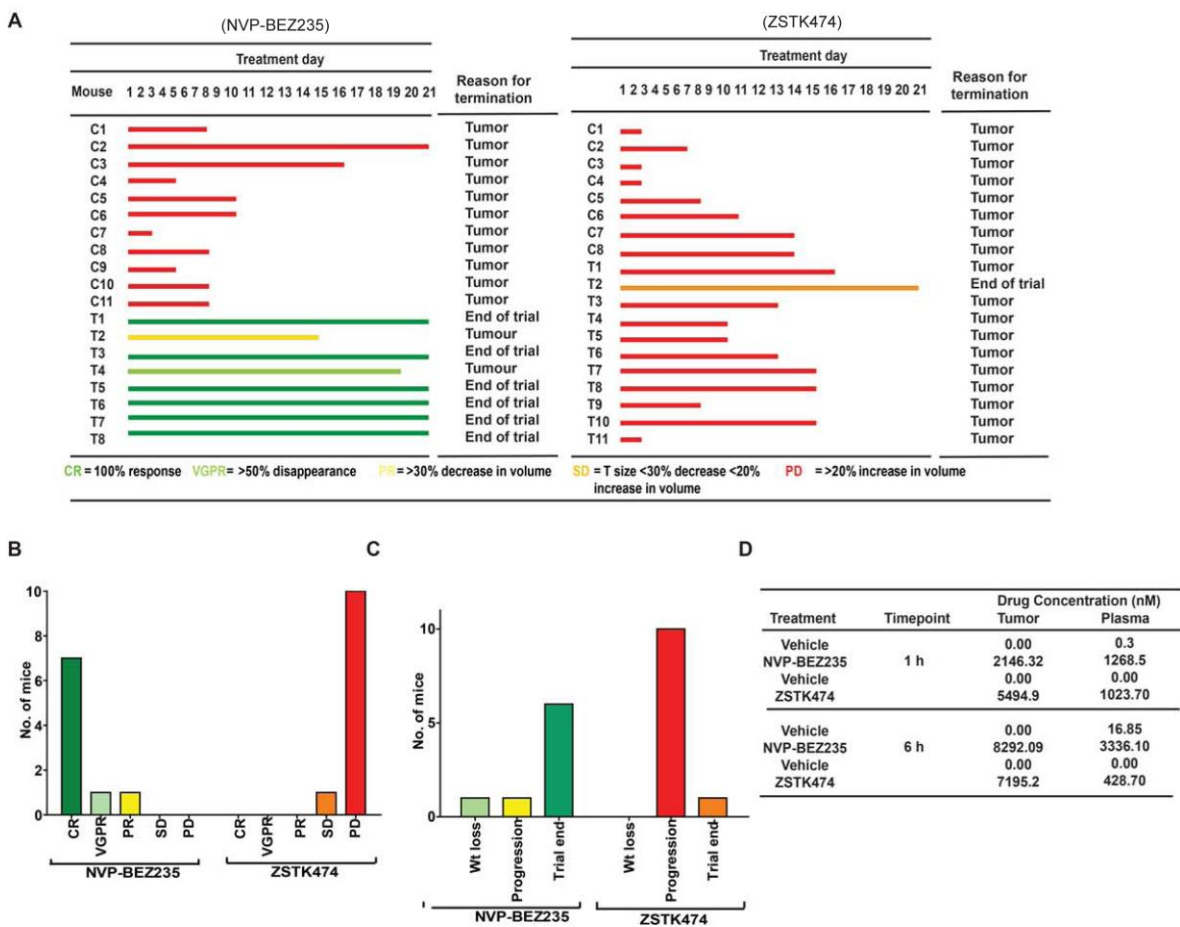 A
(NVP-BEZ235)
Treatment day
Mouse 1 2 3 4 5 6 7 8 9 10 11 12 13 14 15 16 17 18 19 20 21 Reason for termination
C1 Tumor
C2 Tumor
C3 Tumor
C4 Tumor
C5 Tumor
C6 Tumor
C7 Tumor
C8 Tumor
C9 Tumor
C10 Tumor
C11 Tumor
T1 End of trial
T2 Tumour
T3 End of trial
T4 Tumour
T5 End of trial
T6 End of trial
T7 End of trial
T8 End of trial
(ZSTK474)
Treatment day
1 2 3 4 5 6 7 8 9 10 11 12 13 14 15 16 17 18 19 20 21 Reason for termination
C1 Tumor
C2 Tumor
C3 Tumor
C4 Tumor
C5 Tumor
C6 Tumor
C7 Tumor
C8 Tumor
T1 Tumor
T2 End of trial
T3 Tumor
T4 Tumor
T5 Tumor
T6 Tumor
T7 Tumor
T8 Tumor
T9 Tumor
T10 Tumor
T11 Tumor
CR = 100% response VGPR = >50% disappearance PR = >30% decrease in volume SD = T size <30% decrease <20% PD = >20% increase in volume
increase in volume
B
10
8
6
4
2
0
No. of mice
CR VGPR PR SD PD CR VGPR PR SD PD
NVP-BEZ235 ZSTK474
C
10
5
0
No. of mice
Wt loss Progression Trial end Wt loss Progression Trial end
NVP-BEZ235 ZSTK474
D
Drug Concentration (nM)
Treatment Timepoint Tumor Plasma
Vehicle 0.00 0.3
NVP-BEZ235 1 h 2146.32 1268.5
Vehicle 0.00 0.00
ZSTK474 5494.9 1023.70
Vehicle 0.00 16.85
NVP-BEZ235 6 h 8292.09 3336.10
Vehicle 0.00 0.00
ZSTK474 7195.2 428.70